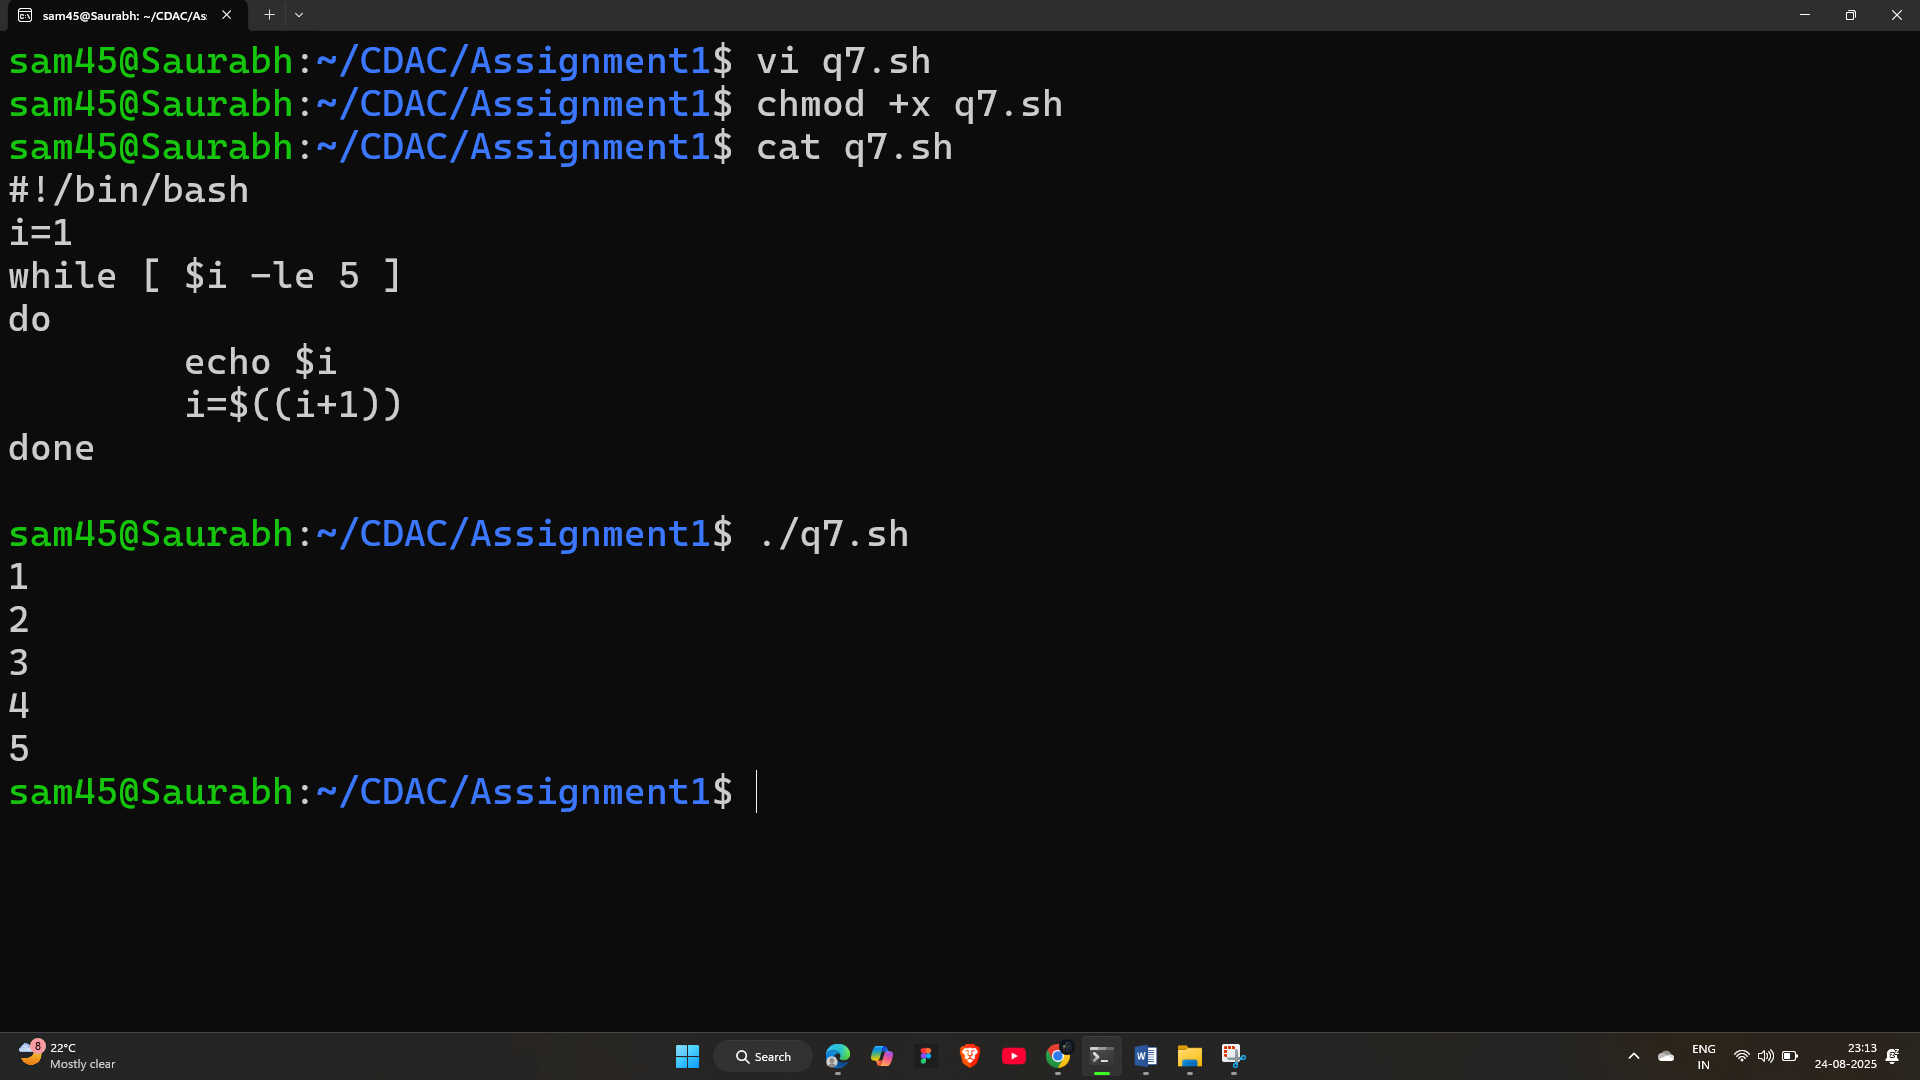 sam45@Saurabh: ~/CDAC/As
sam45@Saurabh:~/CDAC/Assignment1$ vi q7.sh
sam45@Saurabh:~/CDAC/Assignment1$ chmod +x q7.sh
sam45@Saurabh:~/CDAC/Assignment1$ cat q7.sh
#!/bin/bash
i=1
while [ $i -le 5 ]
do
        echo $i
        i=$((i+1))
done

sam45@Saurabh:~/CDAC/Assignment1$ ./q7.sh
1
2
3
4
5
sam45@Saurabh:~/CDAC/Assignment1$
8
22°C
Mostly clear
Search
ENG
IN
23:13
24-08-2025